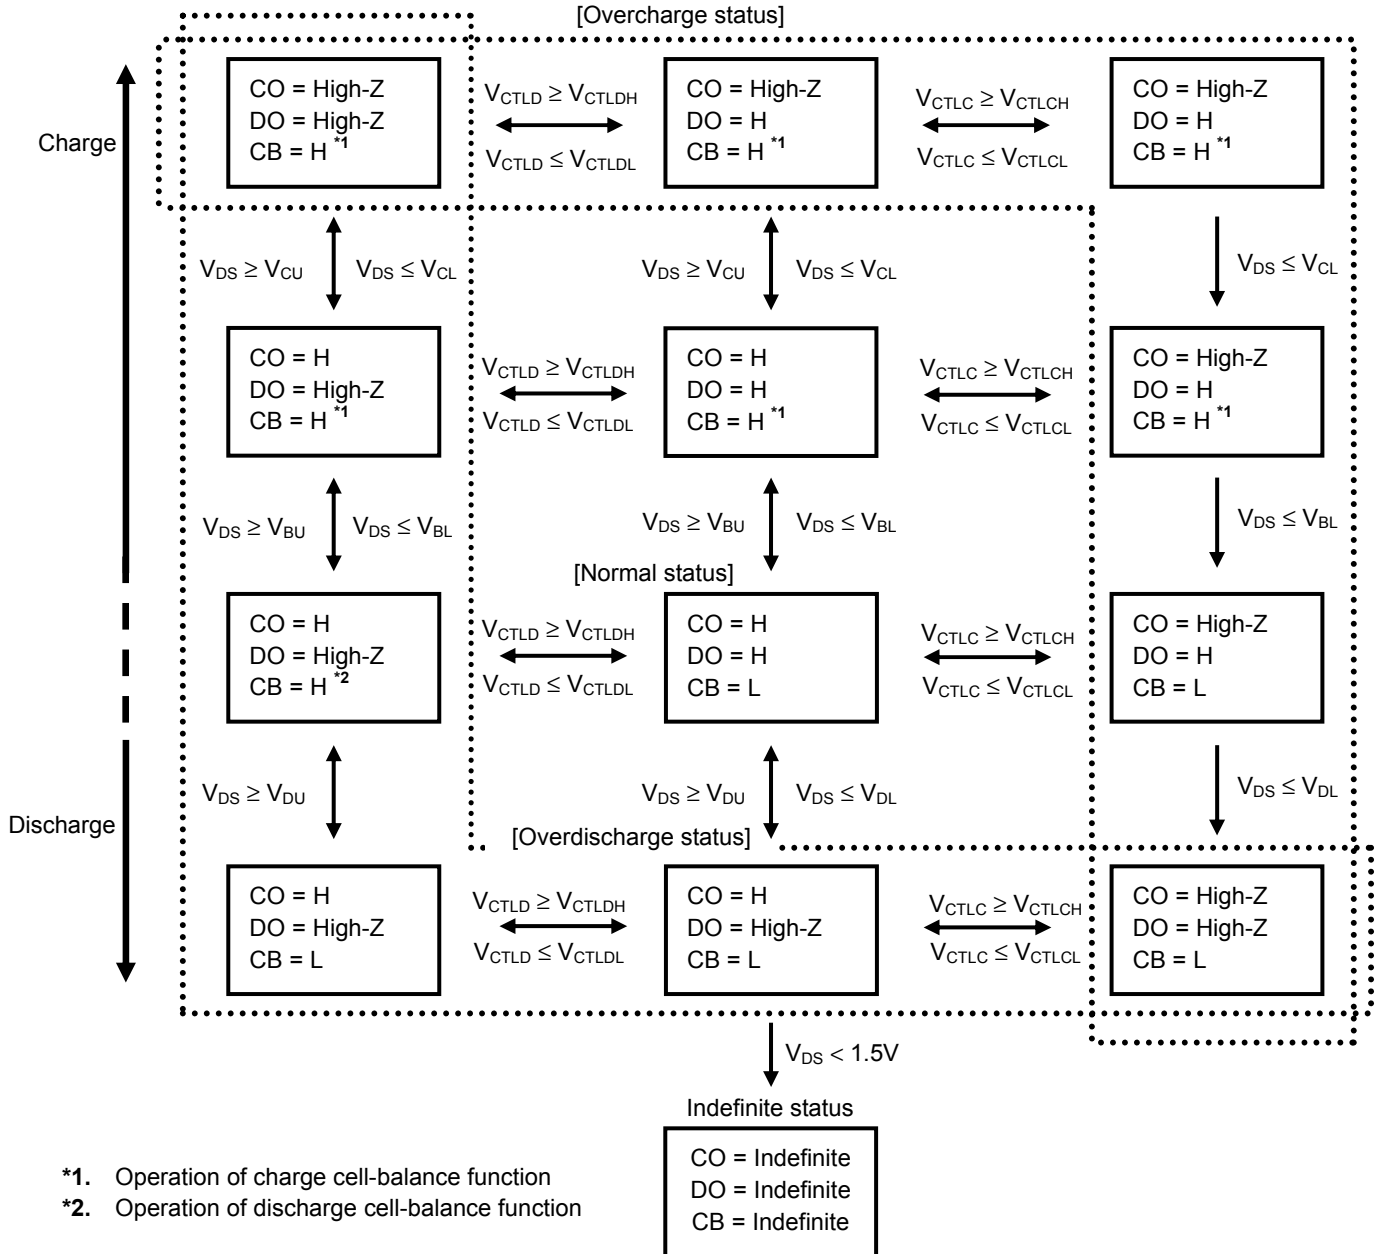 [Overcharge status]
Charge
CO = High-Z
DO = High-Z
CB = H *1
VCTLD ≥ VCTLDH
VCTLD ≤ VCTLDL
CO = High-Z
DO = H
CB = H *1
VCTLC ≥ VCTLCH
VCTLC ≤ VCTLCL
CO = High-Z
DO = H
CB = H *1
VDS ≥ VCU
VDS ≤ VCL
VDS ≥ VCU
VDS ≤ VCL
VDS ≤ VCL
CO = H
DO = High-Z
CB = H *1
VCTLD ≥ VCTLDH
VCTLD ≤ VCTLDL
CO = H
DO = H
CB = H *1
VCTLC ≥ VCTLCH
VCTLC ≤ VCTLCL
CO = High-Z
DO = H
CB = H *1
VDS ≥ VBU
VDS ≤ VBL
VDS ≥ VBU
VDS ≤ VBL
VDS ≤ VBL
[Normal status]
CO = H
DO = High-Z
CB = H *2
VCTLD ≥ VCTLDH
VCTLD ≤ VCTLDL
CO = H
DO = H
CB = L
VCTLC ≥ VCTLCH
VCTLC ≤ VCTLCL
CO = High-Z
DO = H
CB = L
VDS ≥ VDU
VDS ≥ VDU
VDS ≤ VDL
VDS ≤ VDL
Discharge
[Overdischarge status]
CO = H
DO = High-Z
CB = L
VCTLD ≥ VCTLDH
VCTLD ≤ VCTLDL
CO = H
DO = High-Z
CB = L
VCTLC ≥ VCTLCH
VCTLC ≤ VCTLCL
CO = High-Z
DO = High-Z
CB = L
VDS < 1.5V
Indefinite status
CO = Indefinite
DO = Indefinite
CB = Indefinite
*1. Operation of charge cell-balance function
*2. Operation of discharge cell-balance function